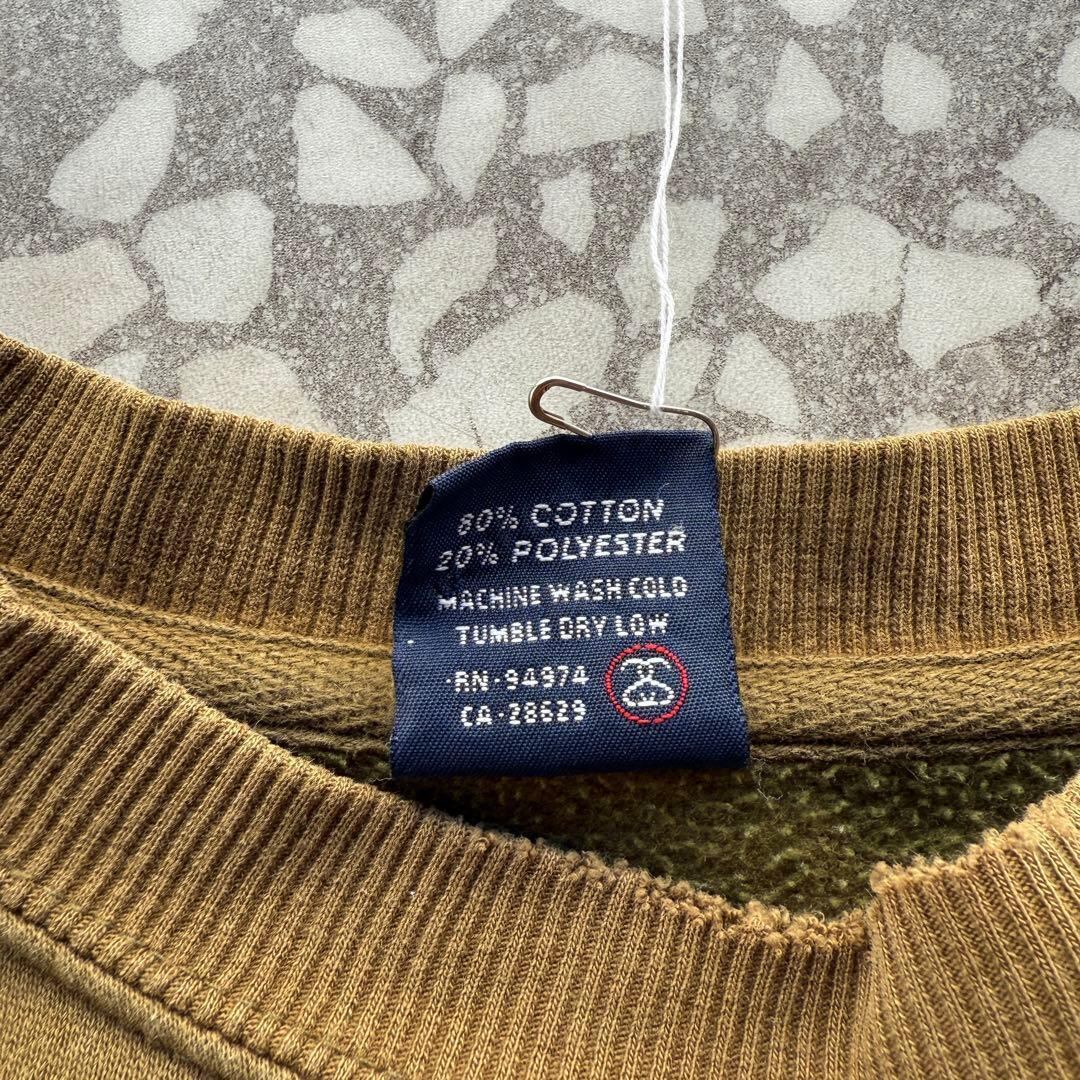 80% COTTON
20% POLYESTER
MACHINE WASH COLD
TUMBLE DRY LOW
RN-94974
CA-28629